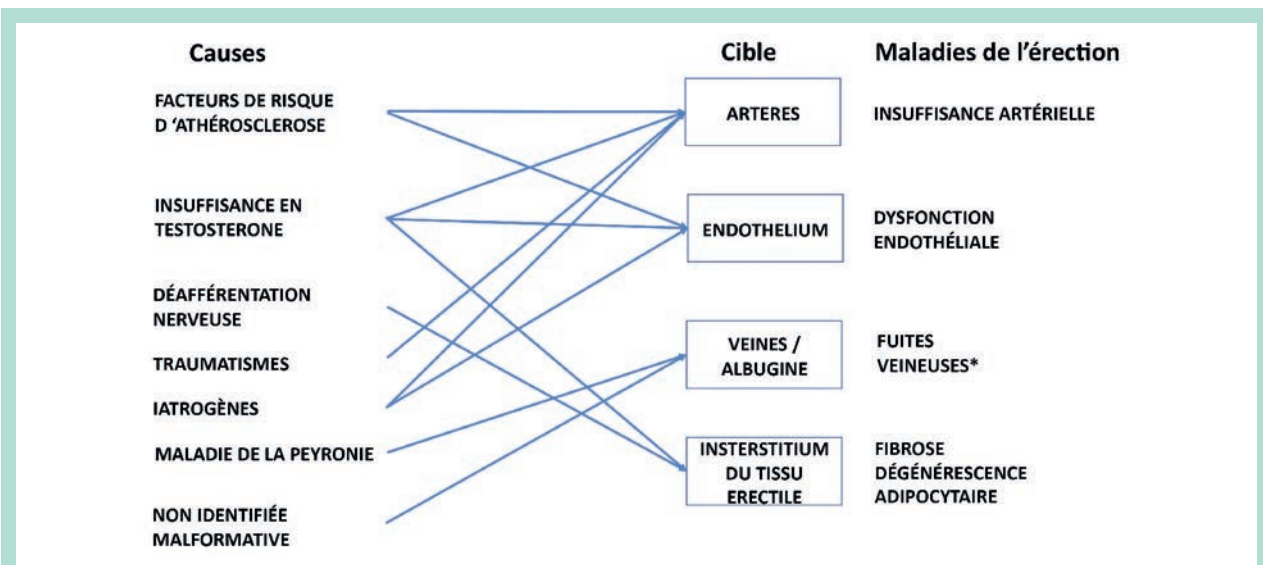 Causes
FACTEURS DE RISQUE
D ‘ATHÉROSCLEROSE
INSUFFISANCE EN
TESTOSTERONE
DÉAFFÉRENTATION
NERVEUSE
TRAUMATISMES
IATROGÈNES
MALADIE DE LA PEYRONIE
NON IDENTIFIÉE
MALFORMATIVE
Cible
ARTERES
ENDOTHELIUM
VEINES /
ALBUGINE
INSTERSTITIUM
DU TISSU
ERECTILE
Maladies de l’érection
INSUFFISANCE ARTÉRIELLE
DYSFONCTION
ENDOTHÉLIALE
FUITES
VEINEUSES*
FIBROSE
DÉGÉNÉRESCENCE
ADIPOCYTAIRE